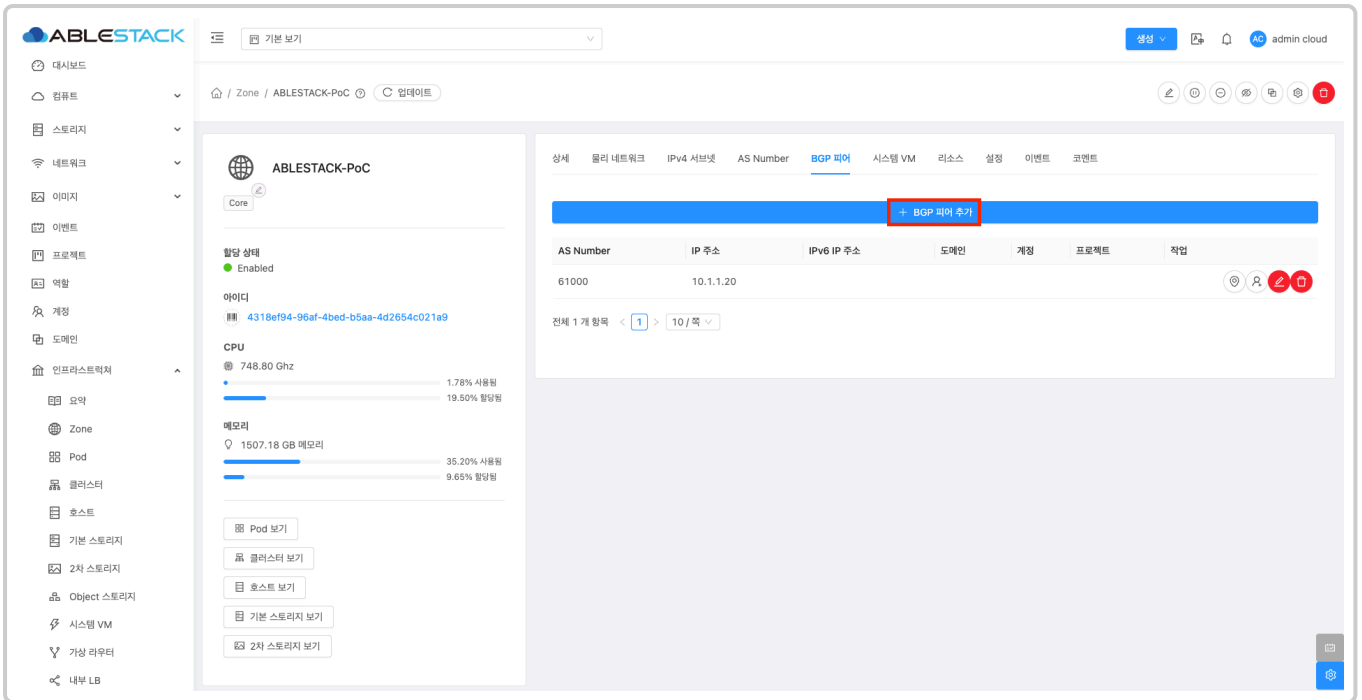 ABLESTACK
기본 보기
생성
AC
admin cloud
대시보드
컴퓨트
스토리지
네트워크
이미지
이벤트
프로젝트
역할
계정
도메인
인프라스트럭쳐
요약
Zone
Pod
클러스터
호스트
기본 스토리지
2차 스토리지
Object 스토리지
시스템 VM
가상 라우터
내부 LB
/ Zone / ABLESTACK-PoC
업데이트
ABLESTACK-PoC
Core
할당 상태
Enabled
아이디
4318ef94-96af-4bed-b5aa-4d2654c021a9
CPU
748.80 Ghz
1.78% 사용됨
19.50% 할당됨
메모리
1507.18 GB 메모리
35.20% 사용됨
9.65% 할당됨
Pod 보기
클러스터 보기
호스트 보기
기본 스토리지 보기
2차 스토리지 보기
상세 물리 네트워크 IPv4 서브넷 AS Number BGP 피어 시스템 VM 리소스 설정 이벤트 코멘트
+ BGP 피어 추가
AS Number IP 주소 IPv6 IP 주소 도메인 계정 프로젝트 작업
61000 10.1.1.20
전체 1 개 항목 < 1 > 10 / 쪽